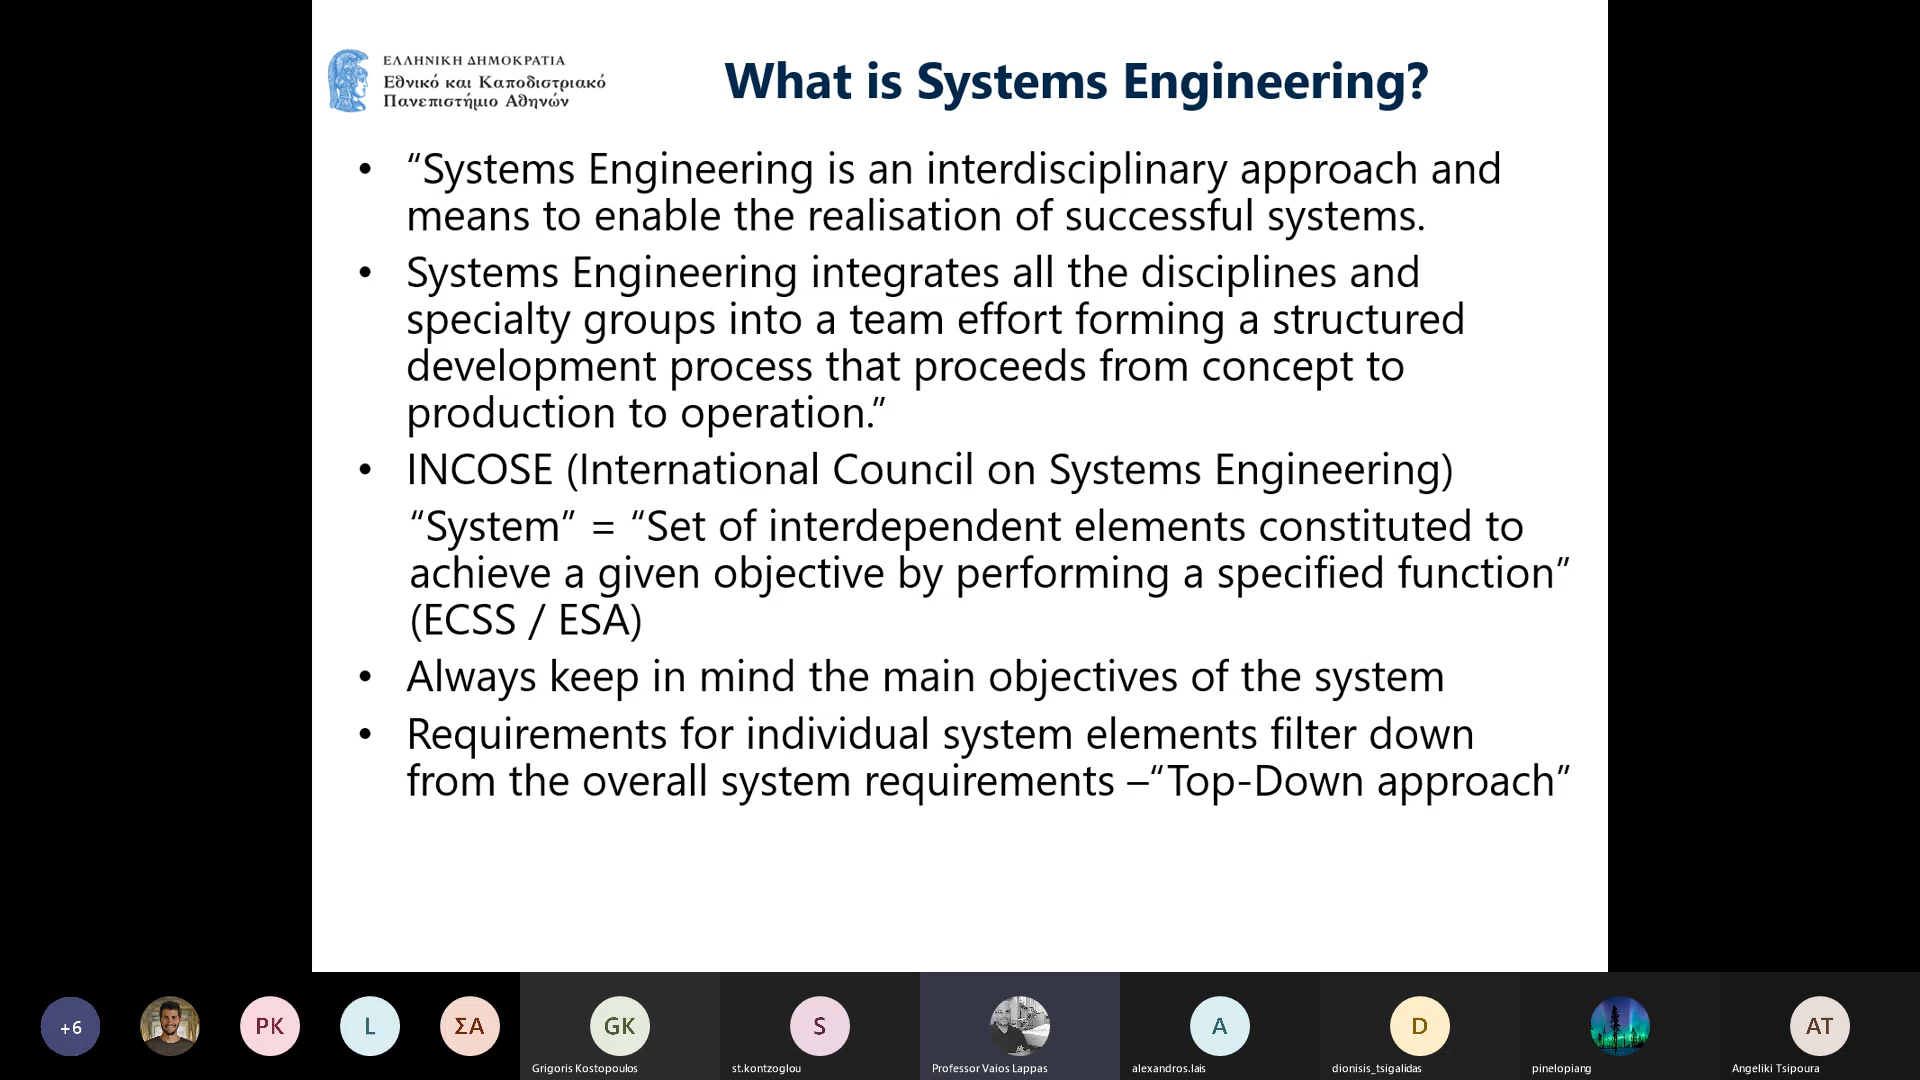 ΕΛΛΗΝΙΚΗ ΔΗΜΟΚΡΑΤΙΑ
Εθνικό και Καποδιστριακό
Πανεπιστήμιο Αθηνών
What is Systems Engineering?
• “Systems Engineering is an interdisciplinary approach and
means to enable the realisation of successful systems.
• Systems Engineering integrates all the disciplines and
specialty groups into a team effort forming a structured
development process that proceeds from concept to
production to operation.”
• INCOSE (International Council on Systems Engineering)
“System” = “Set of interdependent elements constituted to
achieve a given objective by performing a specified function”
(ECSS / ESA)
• Always keep in mind the main objectives of the system
• Requirements for individual system elements filter down
from the overall system requirements –“Top-Down approach”
+6
PK
L
ΣΑ
GK
S
A
D
AT
Grigoris Kostopoulos
st.kontzoglou
Professor Vaios Lappas
alexandros.lais
dionisis_tsigalidas
pinelopiang
Angeliki Tsipoura